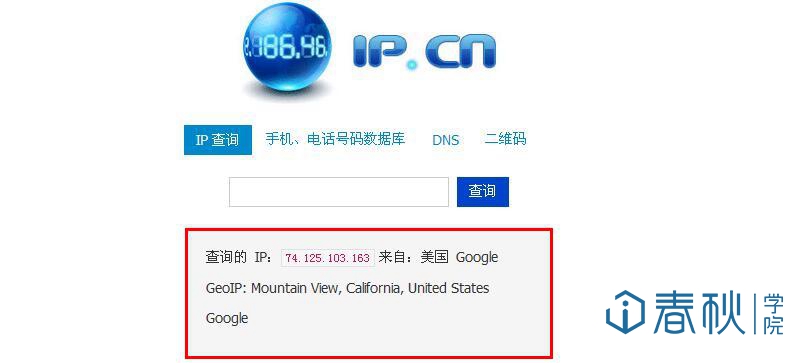 2.186.46.
IP.CN
IP 查询 手机、电话号码数据库 DNS 二维码
查询
查询的 IP: 74.125.103.163 来自: 美国 Google
GeoIP: Mountain View, California, United States
Google
春秋学院